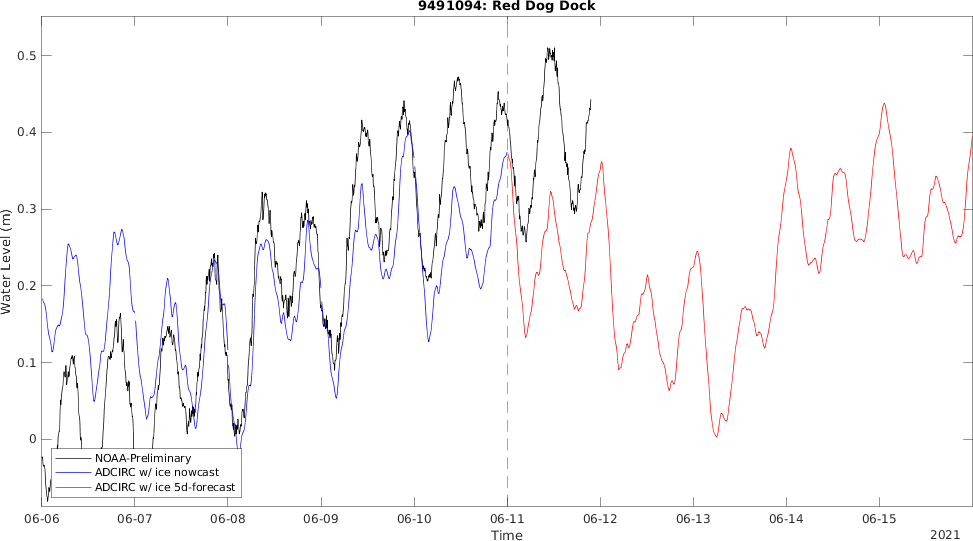 9491094: Red Dog Dock
Water Level (m)
0.5
0.4
0.3
0.2
0.1
0
NOAA-Preliminary
ADCIRC w/ ice nowcast
ADCIRC w/ ice 5d-forecast
06-06 06-07 06-08 06-09 06-10 06-11 06-12 06-13 06-14 06-15
Time
2021